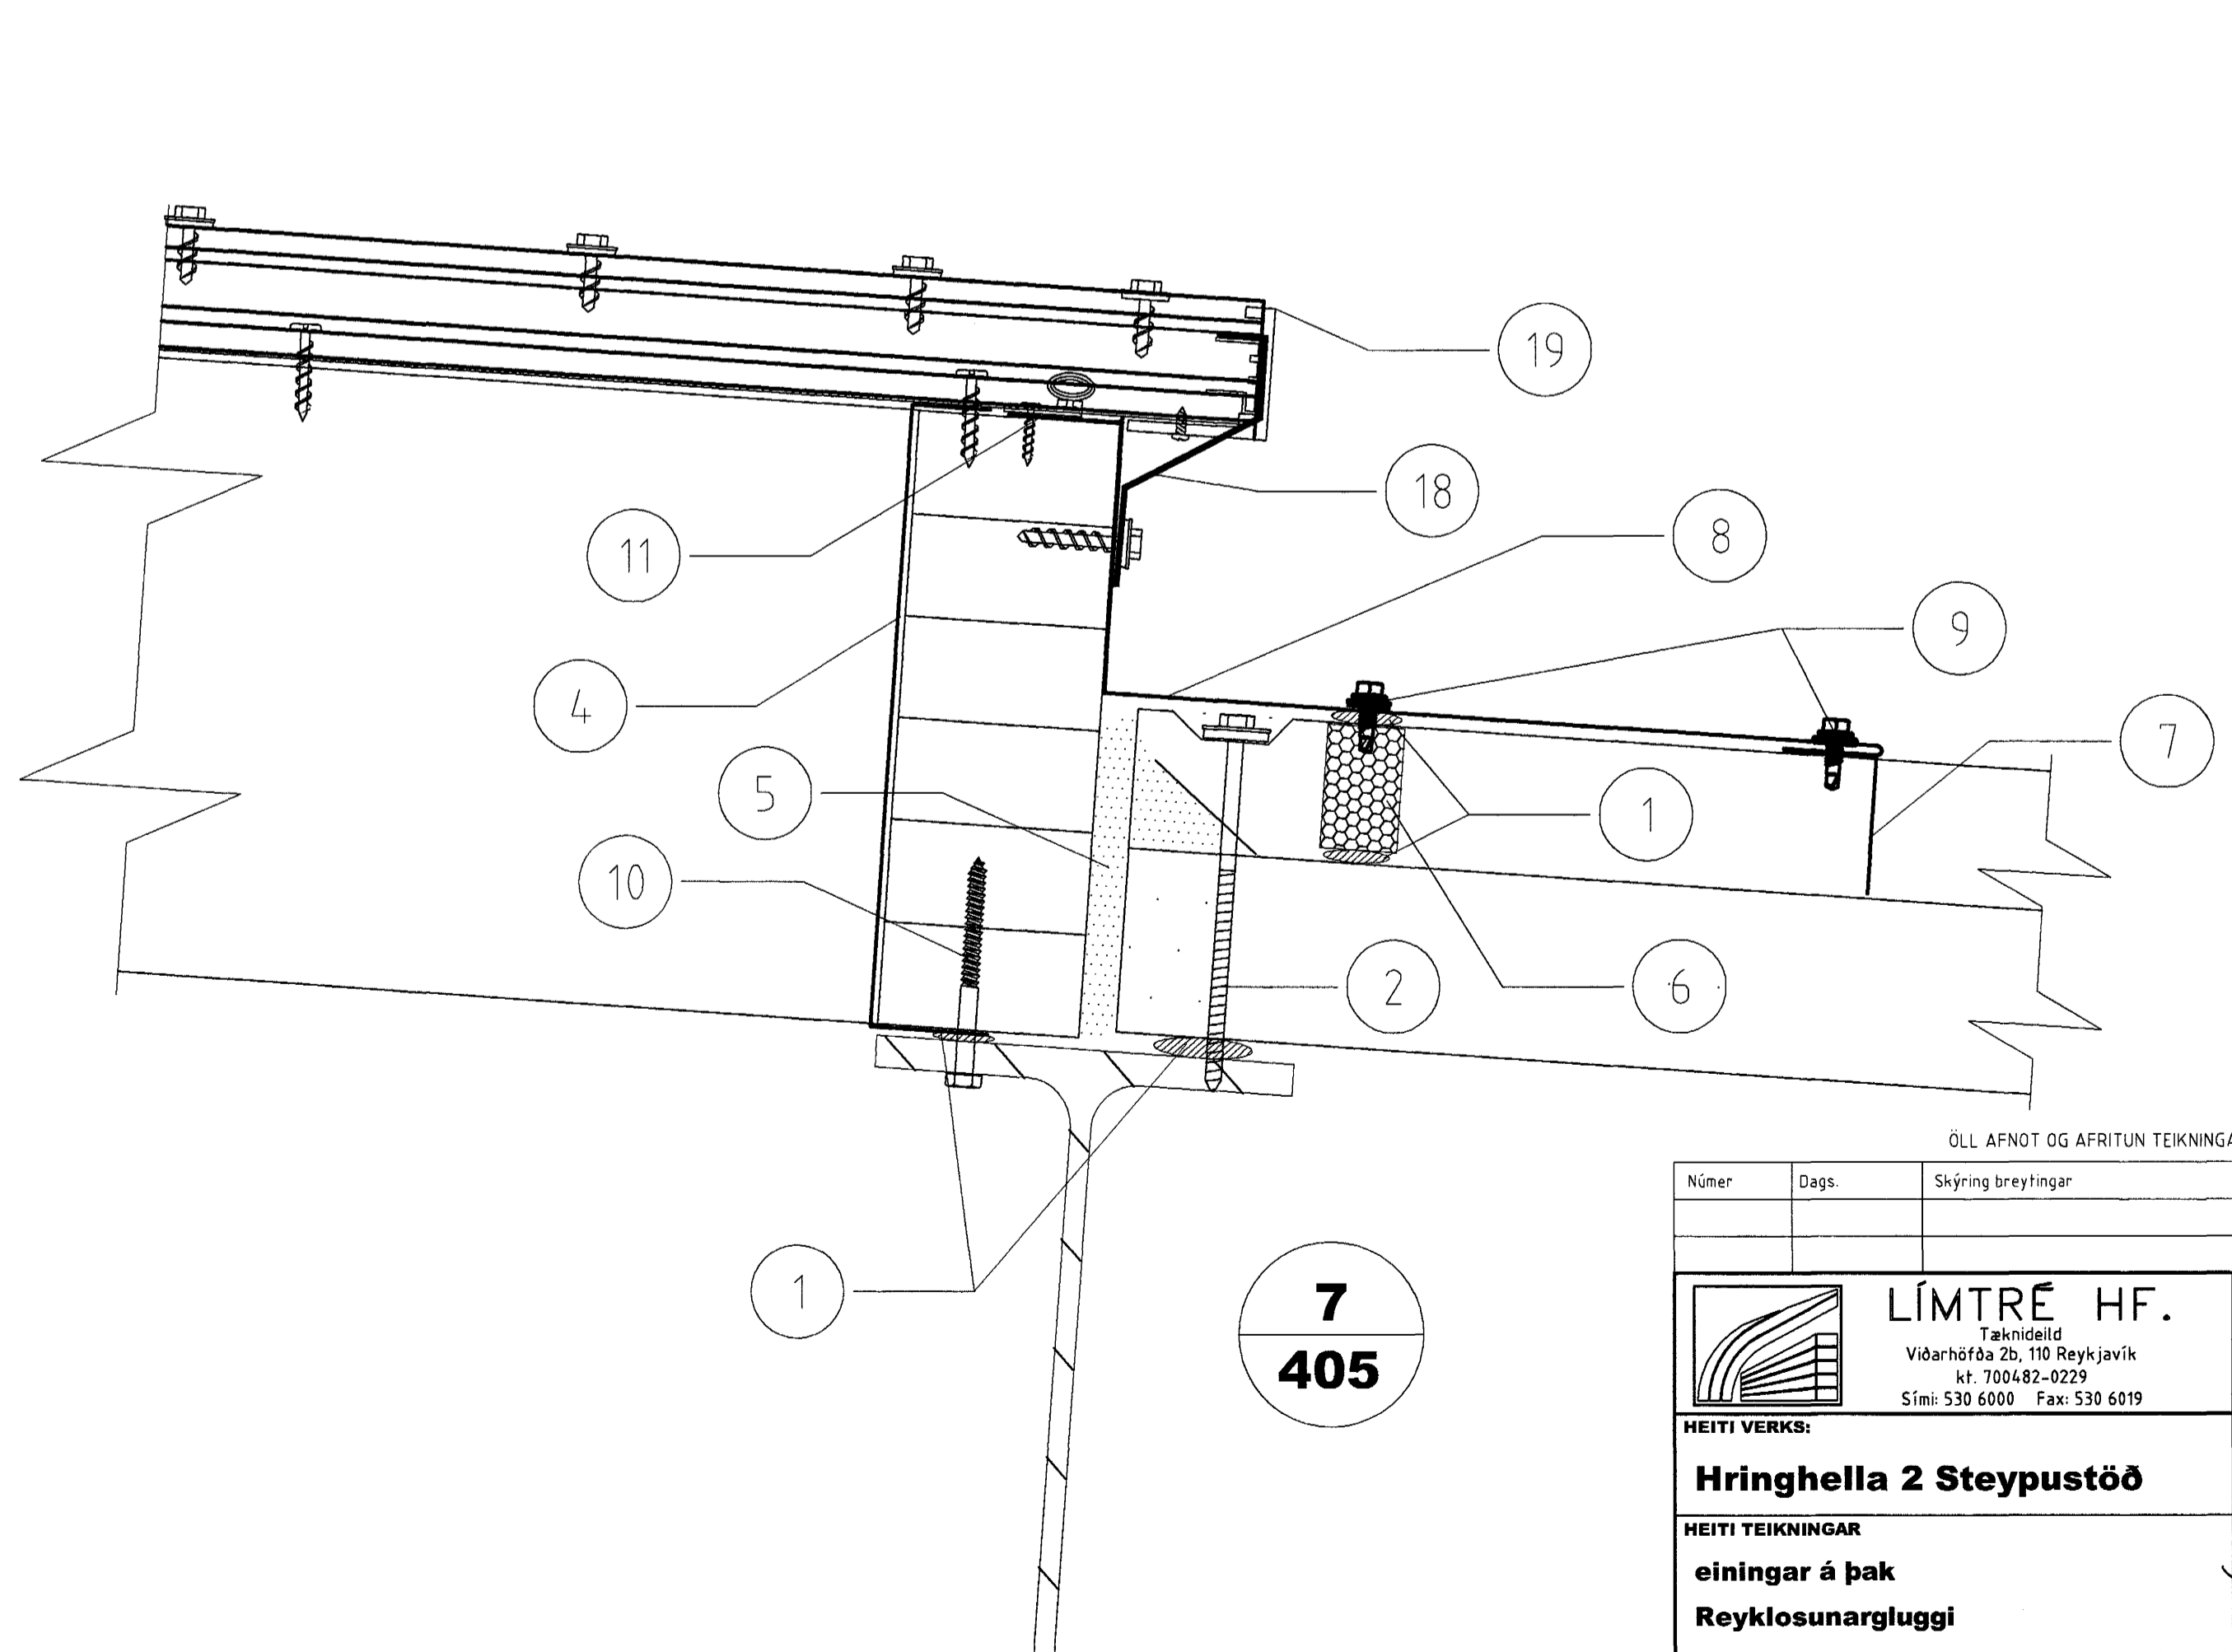 19
18
8
11
9
4
7
5
1
10
2
6
1
7
405
ÖLL AFNOT OG AFRITUN
Númer Dags. Skýring breytingar
LÍMTRÉ HF.
Tæknideild
Viðarhöfða 2b, 110 Reykjavík
kt. 700482-0229
Sími: 530 6000 Fax: 530 6019
HEITI VERKS:
Hringhella 2 Steypustöð
HEITI TEIKNINGAR
einingar á þak
Reyklosunargluggi